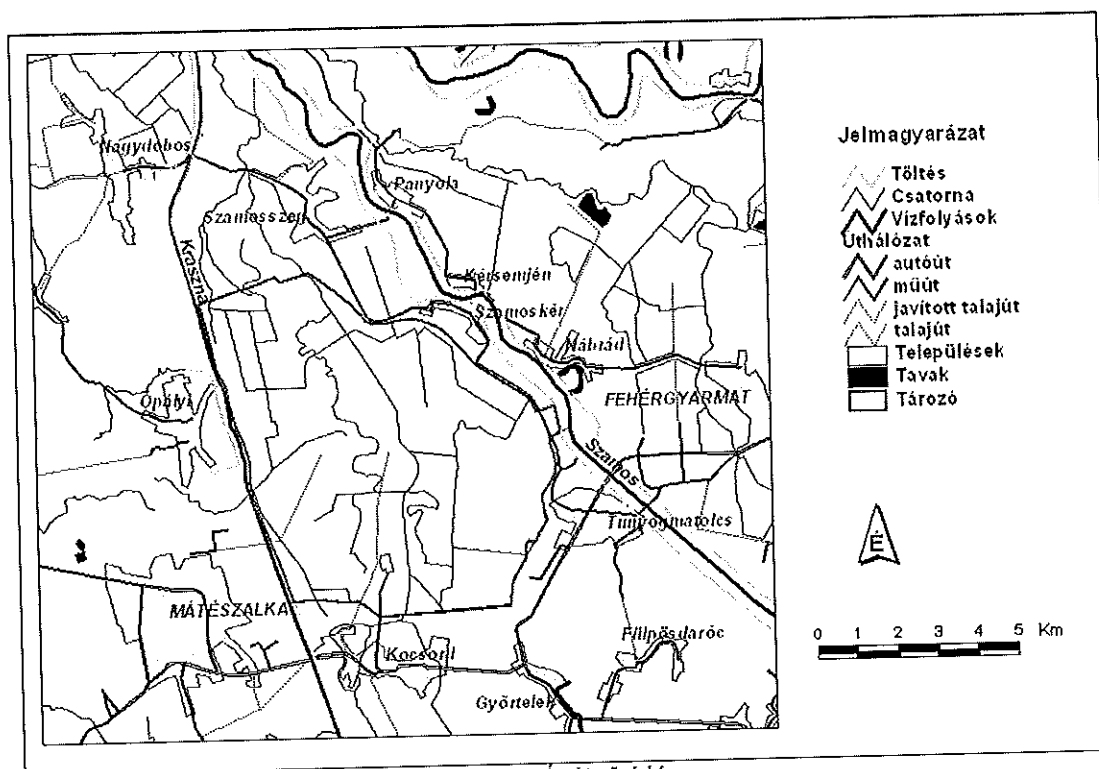 Nagydobos
Panyola
Szamosszeg
Kraszna
Kérsemjén
Szamoskér
Nábrád
Ópályi
FEHÉRGYARMAT
Szamos
Tunyogmatolcs
MÁTÉSZALKA
Fülpösdaróc
Kocsord
Győrtelek
Jelmagyarázat
Töltés
Csatorna
Vízfolyások
Úthálózat
autóút
műút
javított talajút
talajút
Települések
Tavak
Tározó
É
0 1 2 3 4 5 Km